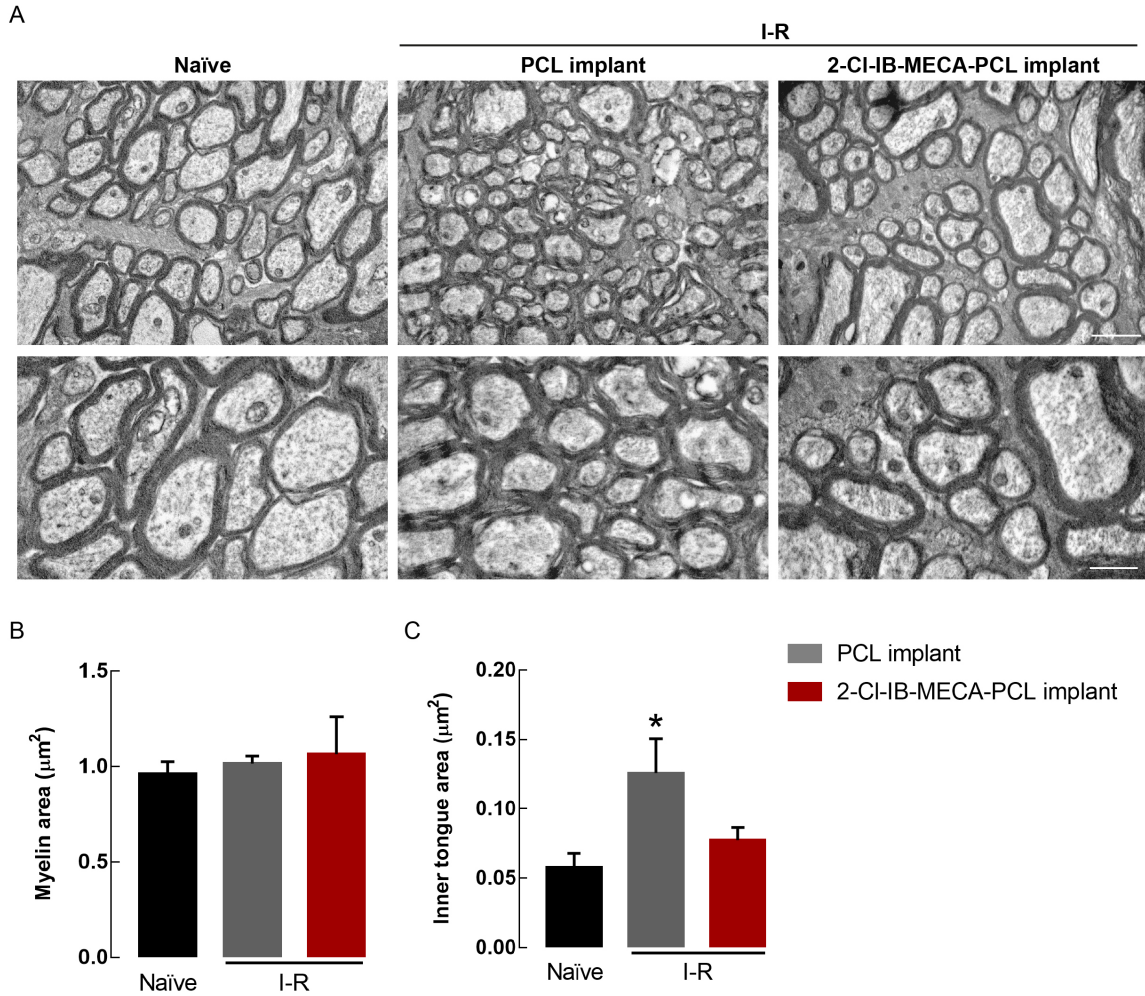 A
I-R
Naïve
PCL implant
2-Cl-IB-MECA-PCL implant
B
Myelin area (μm²)
1.5
1.0
0.5
0.0
Naïve
I-R
C
Inner tongue area (μm²)
0.20
0.15
0.10
0.05
0.00
*
Naïve
I-R
PCL implant
2-Cl-IB-MECA-PCL implant